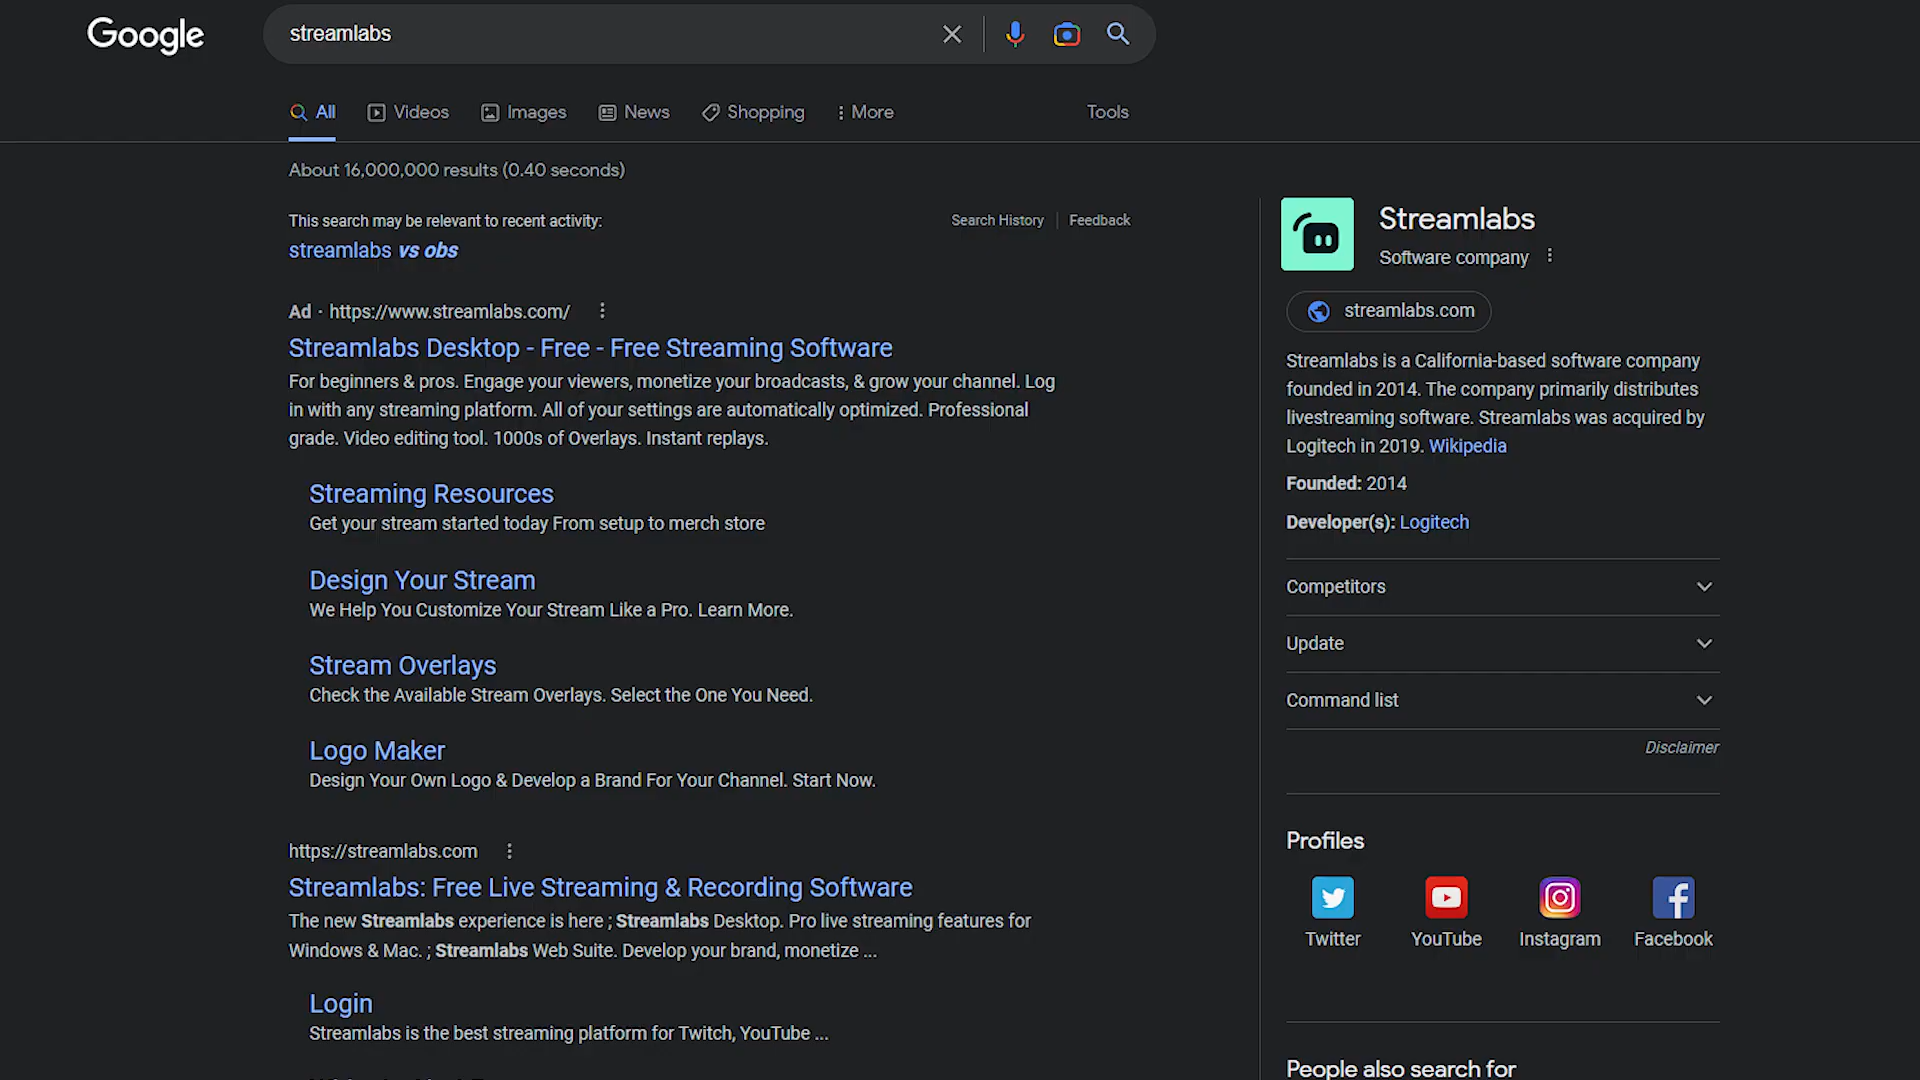 Google
streamlabs
All
Videos
Images
News
Shopping
More
Tools
About 16,000,000 results (0.40 seconds)
This search may be relevant to recent activity:
Search History
Feedback
streamlabs vs obs
Ad · https://www.streamlabs.com/
Streamlabs Desktop - Free - Free Streaming Software
For beginners & pros. Engage your viewers, monetize your broadcasts, & grow your channel. Log
in with any streaming platform. All of your settings are automatically optimized. Professional
grade. Video editing tool. 1000s of Overlays. Instant replays.
Streaming Resources
Get your stream started today From setup to merch store
Design Your Stream
We Help You Customize Your Stream Like a Pro. Learn More.
Stream Overlays
Check the Available Stream Overlays. Select the One You Need.
Logo Maker
Design Your Own Logo & Develop a Brand For Your Channel. Start Now.
https://streamlabs.com
Streamlabs: Free Live Streaming & Recording Software
The new Streamlabs experience is here ; Streamlabs Desktop. Pro live streaming features for
Windows & Mac. ; Streamlabs Web Suite. Develop your brand, monetize ...
Login
Streamlabs is the best streaming platform for Twitch, YouTube ...
Streamlabs
Software company
streamlabs.com
Streamlabs is a California-based software company
founded in 2014. The company primarily distributes
livestreaming software. Streamlabs was acquired by
Logitech in 2019. Wikipedia
Founded: 2014
Developer(s): Logitech
Competitors
Update
Command list
Disclaimer
Profiles
Twitter
YouTube
Instagram
Facebook
People also search for